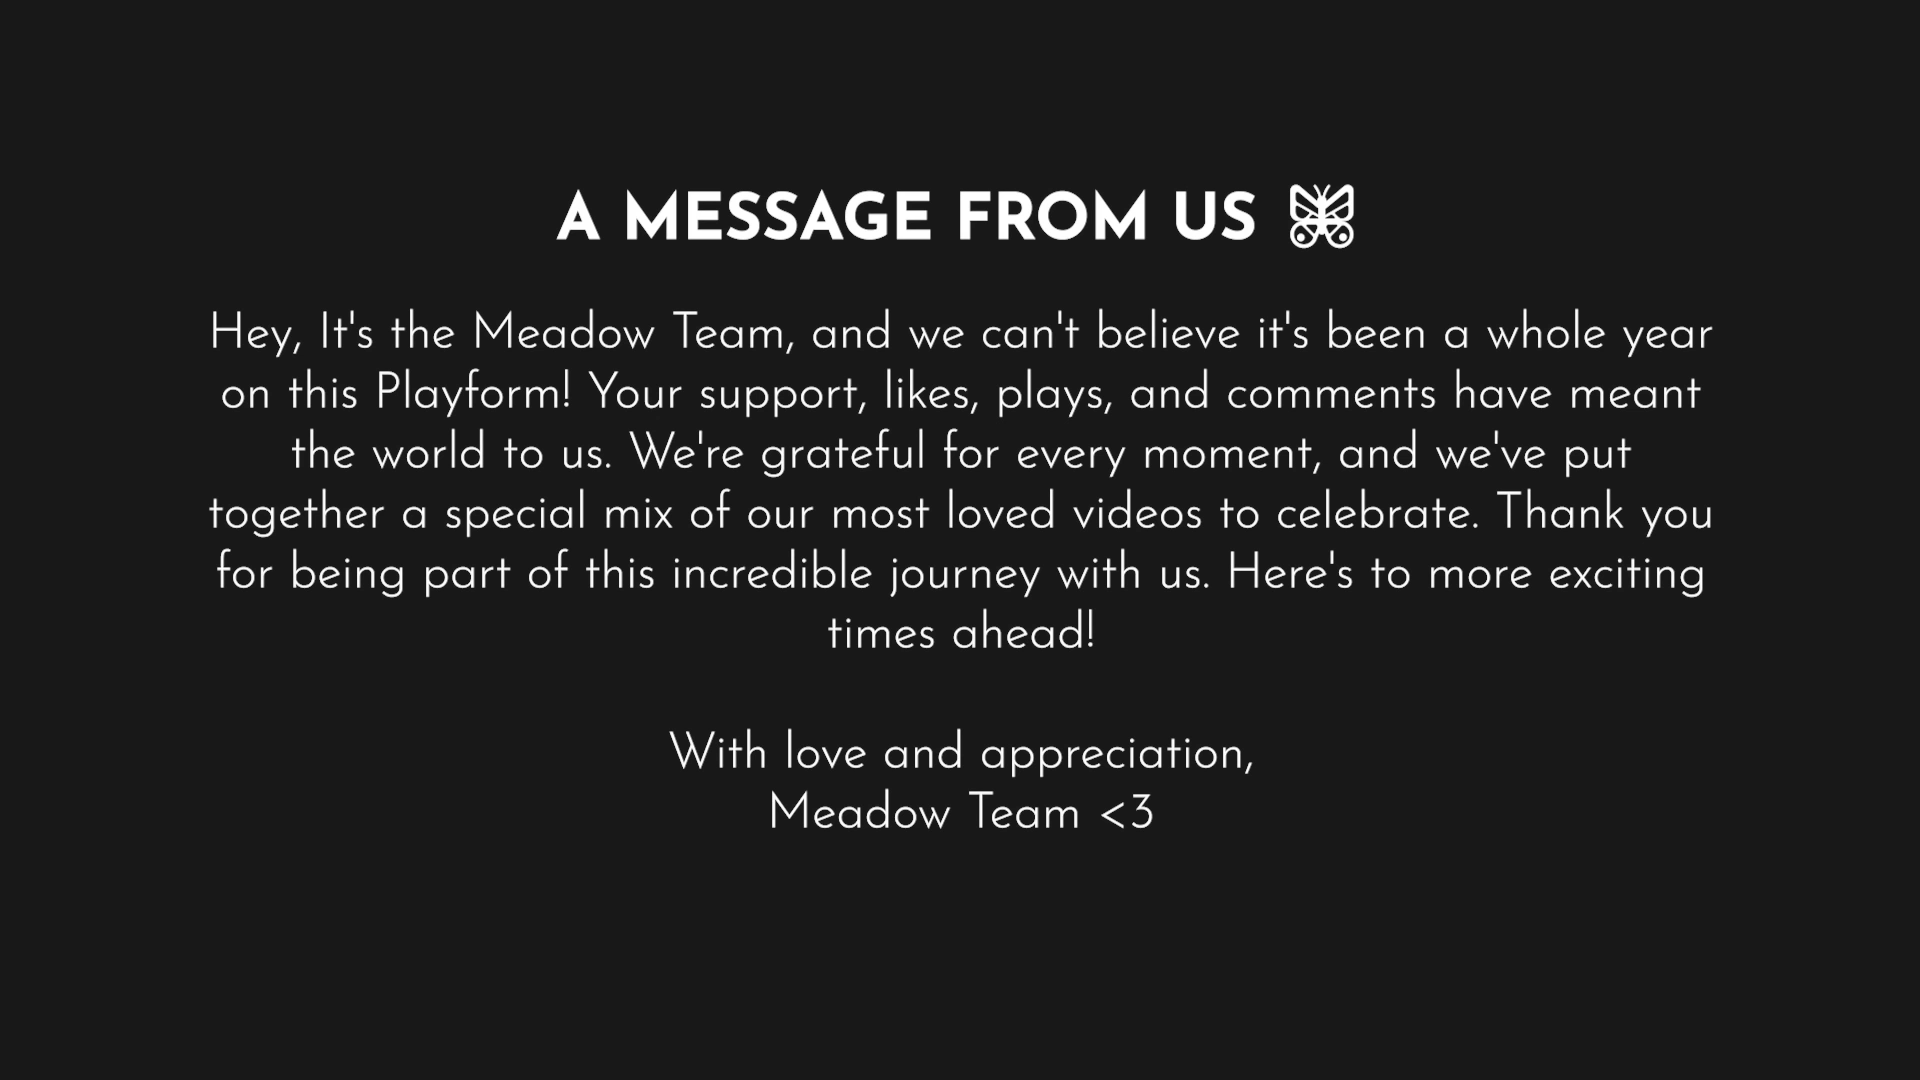 A MESSAGE FROM US
Hey, It's the Meadow Team, and we can't believe it's been a whole year
on this Playform! Your support, likes, plays, and comments have meant
the world to us. We're grateful for every moment, and we've put
together a special mix of our most loved videos to celebrate. Thank you
for being part of this incredible journey with us. Here's to more exciting
times ahead!
With love and appreciation,
Meadow Team <3